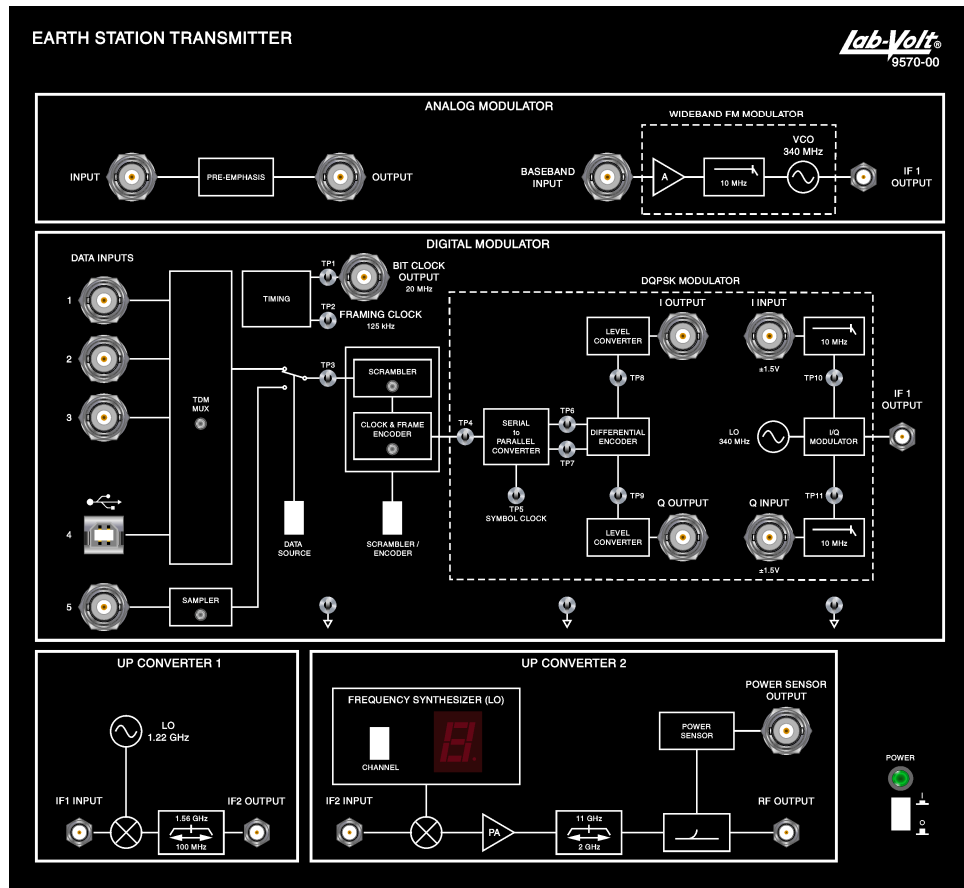 EARTH STATION TRANSMITTER
Lab-Volt®
9570-00
ANALOG MODULATOR
INPUT
PRE-EMPHASIS
OUTPUT
BASEBAND
INPUT
WIDEBAND FM MODULATOR
A
10 MHz
VCO
340 MHz
IF 1
OUTPUT
DIGITAL MODULATOR
DATA INPUTS
1
2
3
4
5
TDM
MUX
SAMPLER
TIMING
TP1
BIT CLOCK
OUTPUT
20 MHz
TP2
FRAMING CLOCK
125 kHz
TP3
DATA
SOURCE
SCRAMBLER
CLOCK & FRAME
ENCODER
SCRAMBLER /
ENCODER
TP4
DQPSK MODULATOR
SERIAL
to
PARALLEL
CONVERTER
TP5
SYMBOL CLOCK
TP6
TP7
DIFFERENTIAL
ENCODER
LEVEL
CONVERTER
TP8
I OUTPUT
TP9
LEVEL
CONVERTER
Q OUTPUT
I INPUT
±1.5V
10 MHz
TP10
LO
340 MHz
I/Q
MODULATOR
TP11
Q INPUT
±1.5V
10 MHz
IF 1
OUTPUT
UP CONVERTER 1
LO
1.22 GHz
IF1 INPUT
1.56 GHz
100 MHz
IF2 OUTPUT
UP CONVERTER 2
FREQUENCY SYNTHESIZER (LO)
CHANNEL
8.
IF2 INPUT
PA
11 GHz
2 GHz
POWER
SENSOR
POWER SENSOR
OUTPUT
RF OUTPUT
POWER
I
O